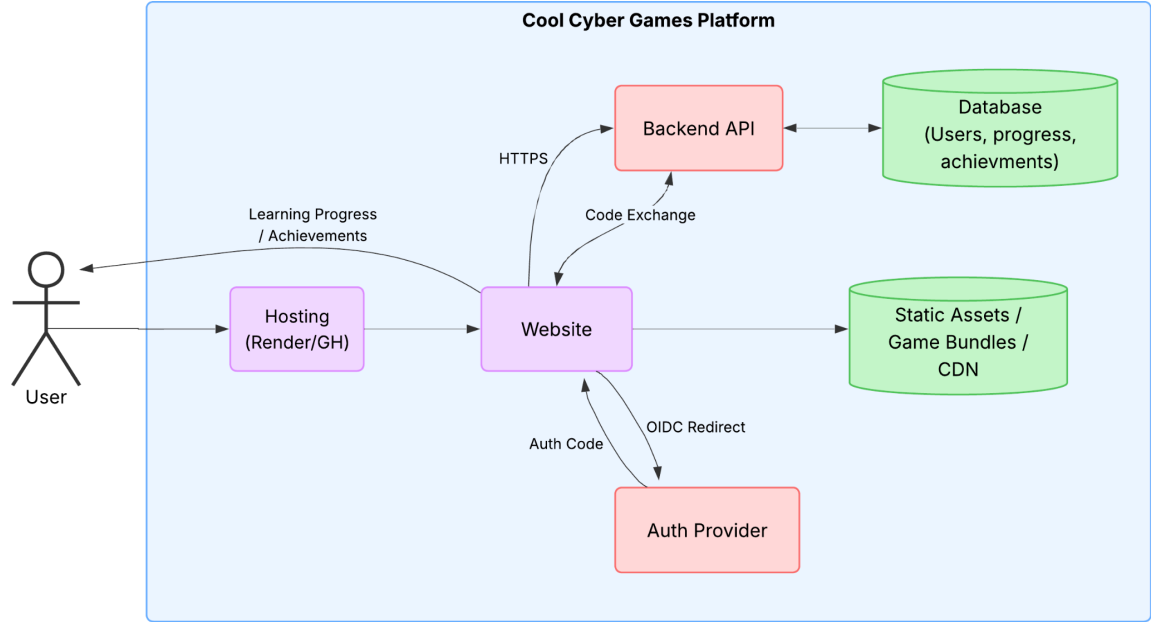 Cool Cyber Games Platform
Backend API
Database
(Users, progress,
achievments)
HTTPS
Code Exchange
Learning Progress
/ Achievements
Hosting
(Render/GH)
Website
Static Assets /
Game Bundles /
CDN
User
OIDC Redirect
Auth Code
Auth Provider